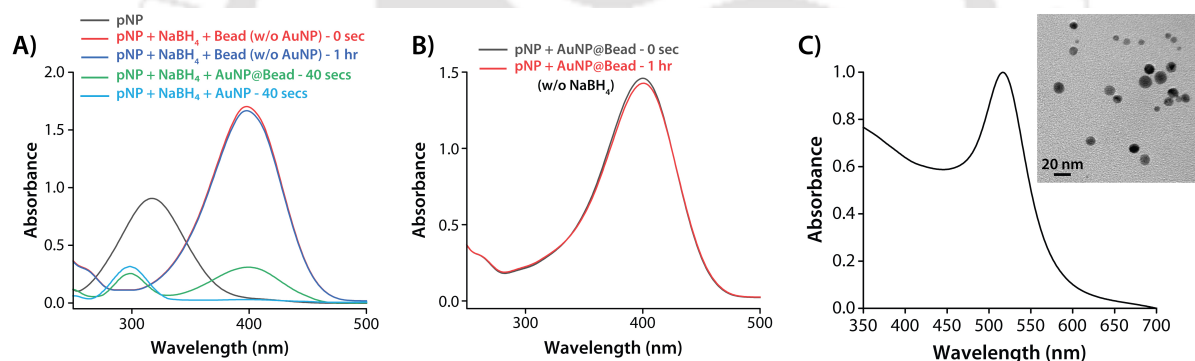 A)
pNP
pNP + NaBH₄ + Bead (w/o AuNP) - 0 sec
pNP + NaBH₄ + Bead (w/o AuNP) - 1 hr
pNP + NaBH₄ + AuNP@Bead - 40 secs
pNP + NaBH₄ + AuNP - 40 secs
2.0
1.5
1.0
0.5
0.0
Absorbance
300
400
500
Wavelength (nm)
B)
pNP + AuNP@Bead - 0 sec
pNP + AuNP@Bead - 1 hr
(w/o NaBH₄)
1.5
1.0
0.5
0.0
Absorbance
300
400
500
Wavelength (nm)
C)
1.0
0.8
0.6
0.4
0.2
0.0
Absorbance
350
400
450
500
550
600
650
700
Wavelength (nm)
20 nm